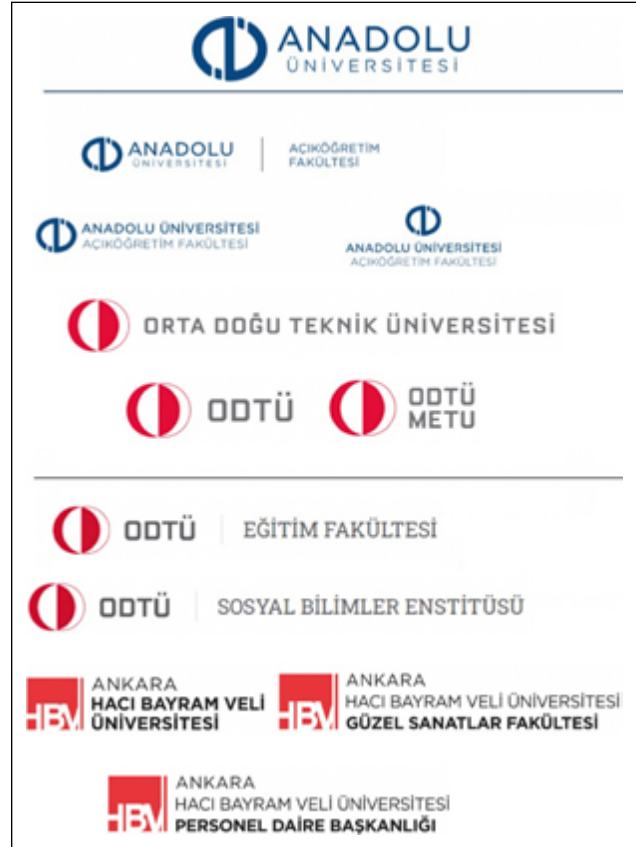 ANADOLU
ÜNİVERSİTESİ
ANADOLU
ÜNİVERSİTESİ
AÇIKÖĞRETİM
FAKÜLTESİ
ANADOLU ÜNİVERSİTESİ
AÇIKÖĞRETİM FAKÜLTESİ
ANADOLU ÜNİVERSİTESİ
AÇIKÖĞRETİM FAKÜLTESİ
ORTA DOĞU TEKNİK ÜNİVERSİTESİ
ODTÜ
ODTÜ
METU
ODTÜ EĞİTİM FAKÜLTESİ
ODTÜ SOSYAL BİLİMLER ENSTİTÜSÜ
HBV
ANKARA
HACI BAYRAM VELİ
ÜNİVERSİTESİ
HBV
ANKARA
HACI BAYRAM VELİ ÜNİVERSİTESİ
GÜZEL SANATLAR FAKÜLTESİ
HBV
ANKARA
HACI BAYRAM VELİ ÜNİVERSİTESİ
PERSONEL DAİRE BAŞKANLIĞI